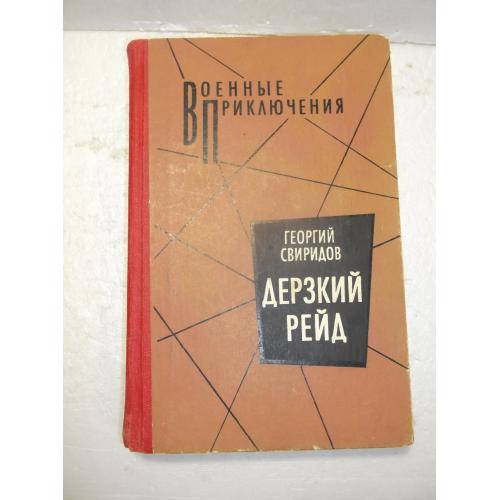 ВОЕННЫЕ
ПРИКЛЮЧЕНИЯ
ГЕОРГИЙ
СВИРИДОВ
ДЕРЗКИЙ
РЕЙД